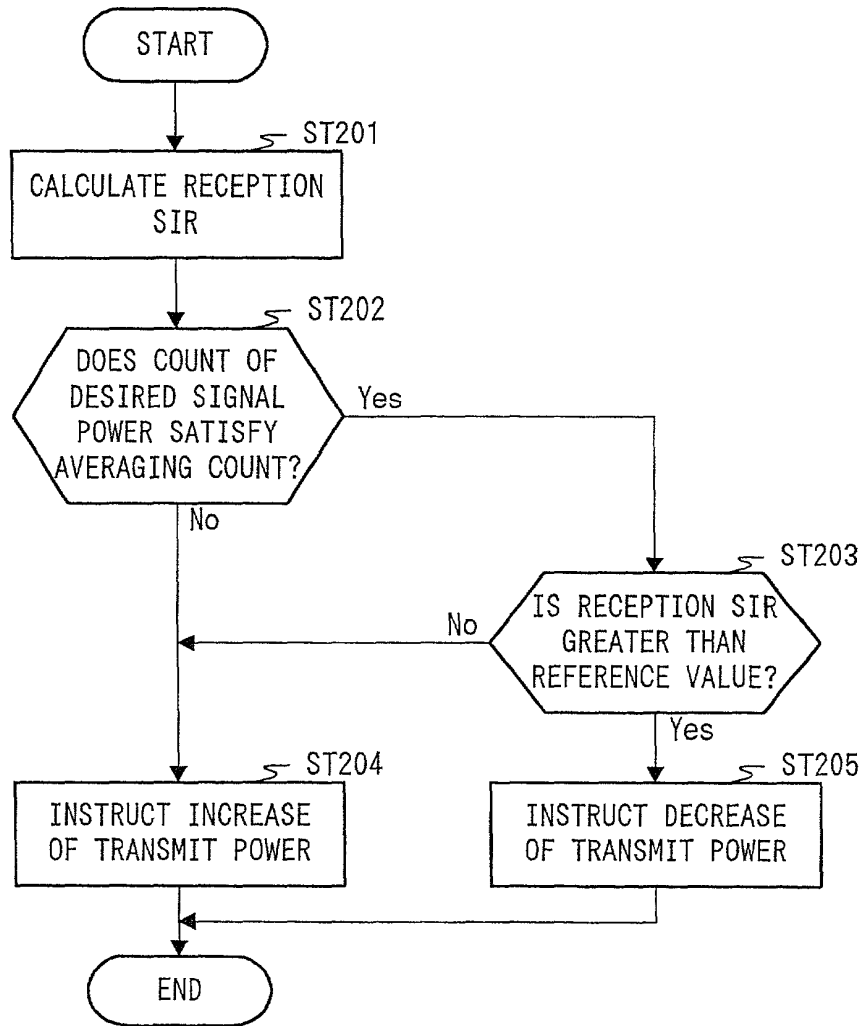 START
ST201
CALCULATE RECEPTION
SIR
ST202
DOES COUNT OF
DESIRED SIGNAL
POWER SATISFY
AVERAGING COUNT?
Yes
No
ST203
IS RECEPTION SIR
GREATER THAN
REFERENCE VALUE?
No
Yes
ST204
INSTRUCT INCREASE
OF TRANSMIT POWER
ST205
INSTRUCT DECREASE
OF TRANSMIT POWER
END